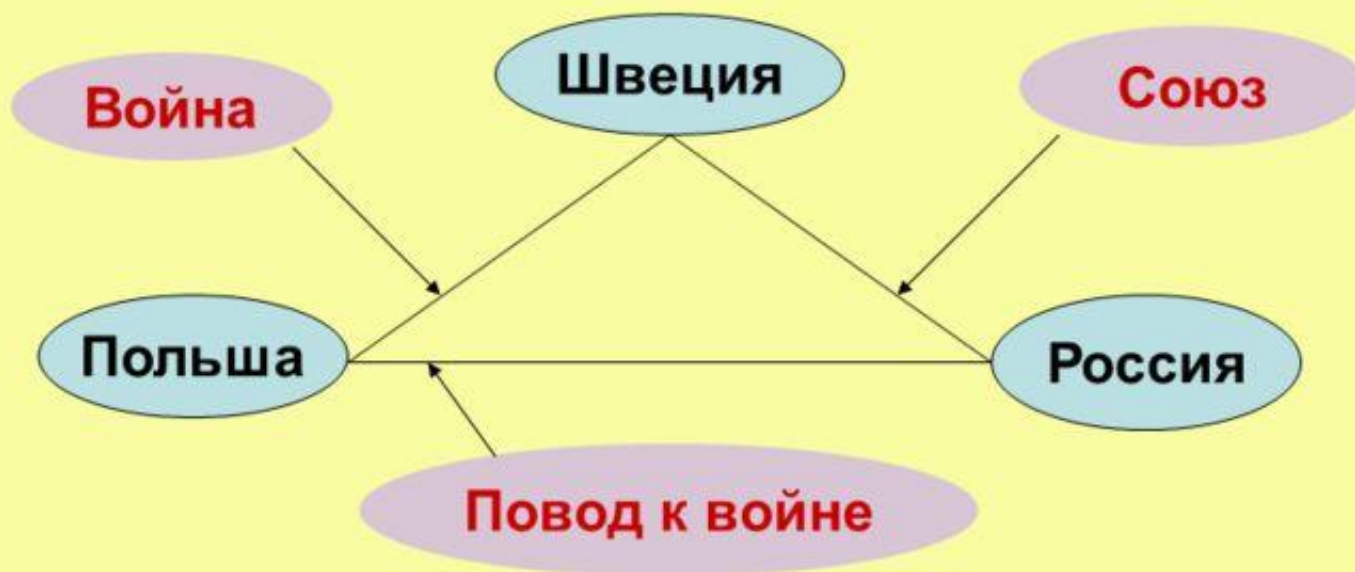 Швеция
Война
Союз
Польша
Россия
Повод к войне